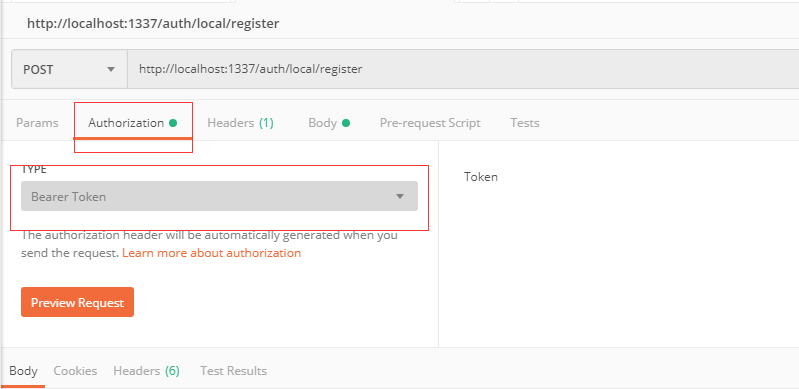 http://localhost:1337/auth/local/register
POST http://localhost:1337/auth/local/register
Params Authorization Headers (1) Body Pre-request Script Tests
TYPE
Bearer Token
Token
The authorization header will be automatically generated when you
send the request. Learn more about authorization
Preview Request
Body Cookies Headers (6) Test Results